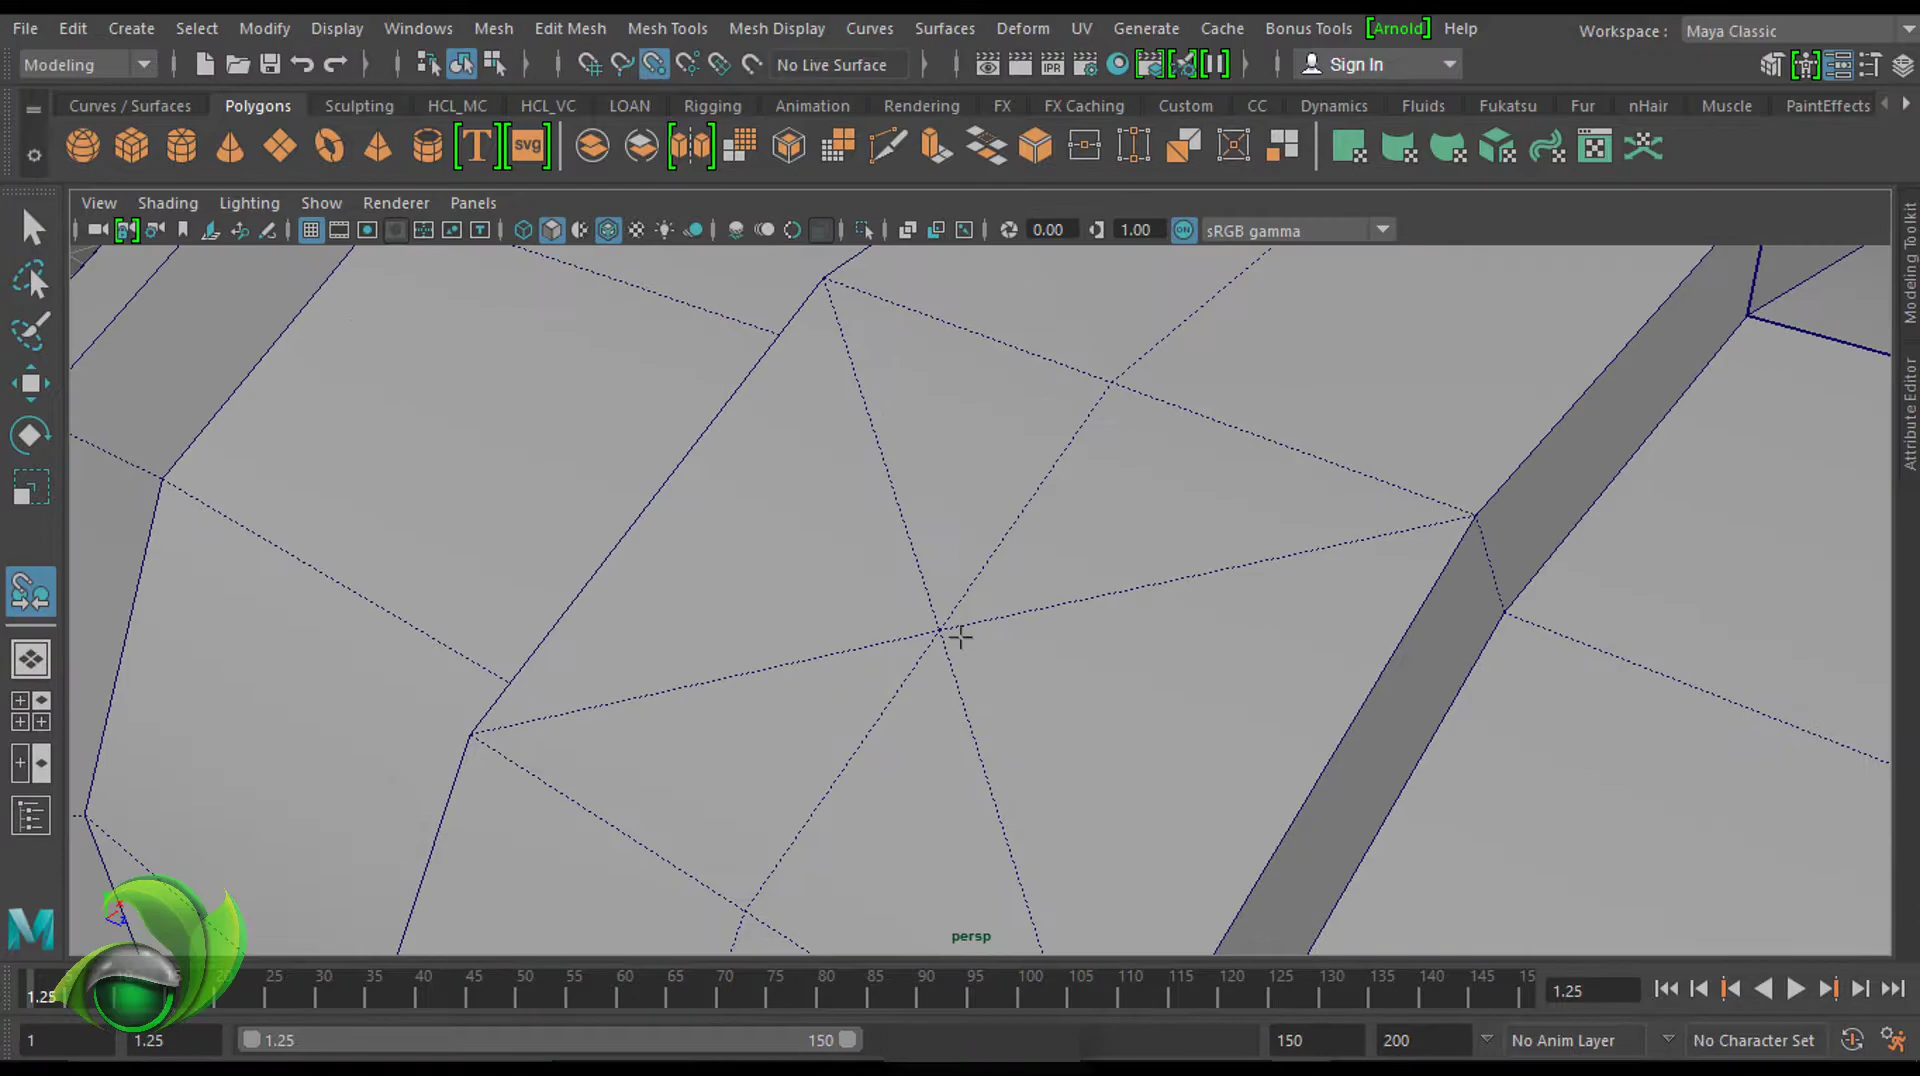 File Edit Create Select Modify Display Windows Mesh Edit Mesh Mesh Tools Mesh Display Curves Surfaces Deform UV Generate Cache Bonus Tools [Arnold] Help Workspace : Maya Classic
Modeling No Live Surface IPR Sign In
Curves / Surfaces Polygons Sculpting HCL_MC HCL_VC LOAN Rigging Animation Rendering FX FX Caching Custom CC Dynamics Fluids Fukatsu Fur nHair Muscle PaintEffects
T svg
View Shading Lighting Show Renderer Panels
0.00 1.00 ON sRGB gamma
Modeling Toolkit
Attribute Editor
persp
M
5 15 25 30 35 40 45 50 55 60 65 70 75 80 85 90 95 100 105 110 115 120 125 130 135 140 145 15
1.25 1.25
1 1.25 1.25 150 150 200 No Anim Layer No Character Set